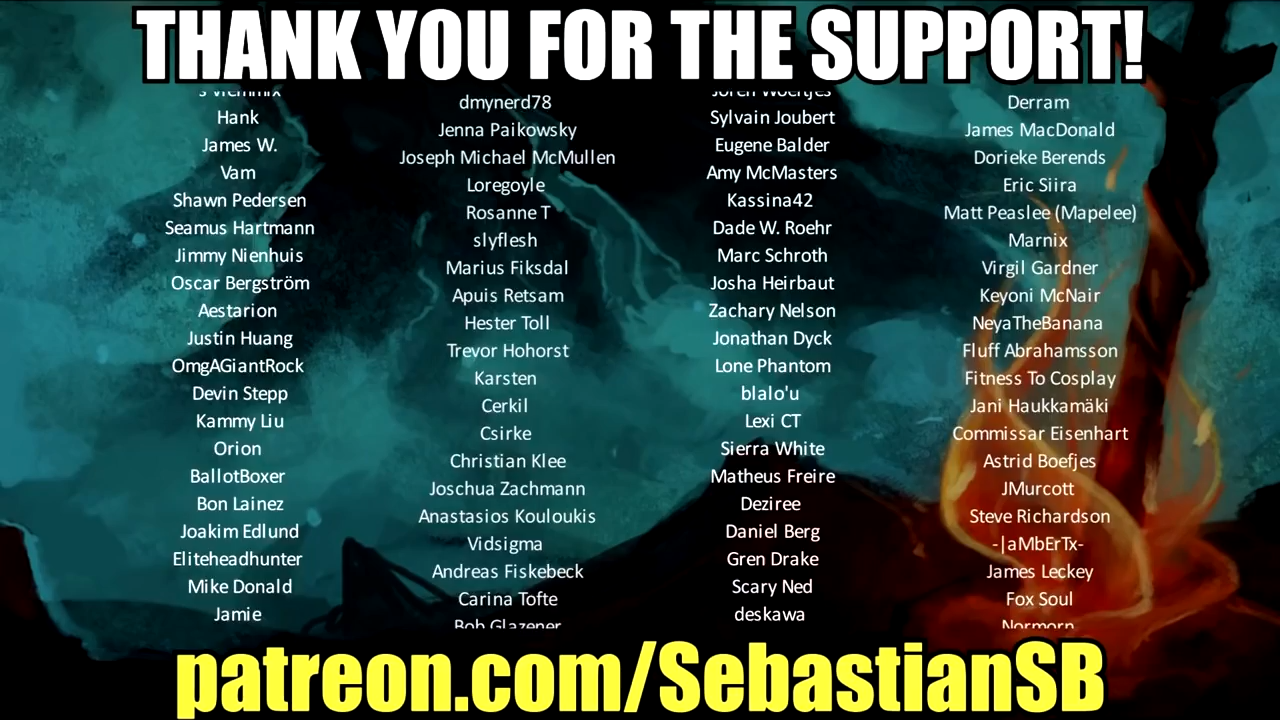 THANK YOU FOR THE SUPPORT!
Hank
James W.
Vam
Shawn Pedersen
Seamus Hartmann
Jimmy Nienhuis
Oscar Bergström
Aestarion
Justin Huang
OmgAGiantRock
Devin Stepp
Kammy Liu
Orion
BallotBoxer
Bon Lainez
Joakim Edlund
Eliteheadhunter
Mike Donald
Jamie
dmynerd78
Jenna Paikowsky
Joseph Michael McMullen
Loregoyle
Rosanne T
slyflesh
Marius Fiksdal
Apuis Retsam
Hester Toll
Trevor Hohorst
Karsten
Cerkil
Csirke
Christian Klee
Joschua Zachmann
Anastasios Kouloukis
Vidsigma
Andreas Fiskebeck
Carina Tofte
Bob Glazener
Joren Woeltjes
Sylvain Joubert
Eugene Balder
Amy McMasters
Kassina42
Dade W. Roehr
Marc Schroth
Josha Heirbaut
Zachary Nelson
Jonathan Dyck
Lone Phantom
blalo'u
Lexi CT
Sierra White
Matheus Freire
Deziree
Daniel Berg
Gren Drake
Scary Ned
deskawa
Derram
James MacDonald
Dorieke Berends
Eric Siira
Matt Peaslee (Mapelee)
Marnix
Virgil Gardner
Keyoni McNair
NeyaTheBanana
Fluff Abrahamsson
Fitness To Cosplay
Jani Haukkamäki
Commissar Eisenhart
Astrid Boefjes
JMurcott
Steve Richardson
-|aMbErTx-
James Leckey
Fox Soul
Normorn
patreon.com/SebastianSB